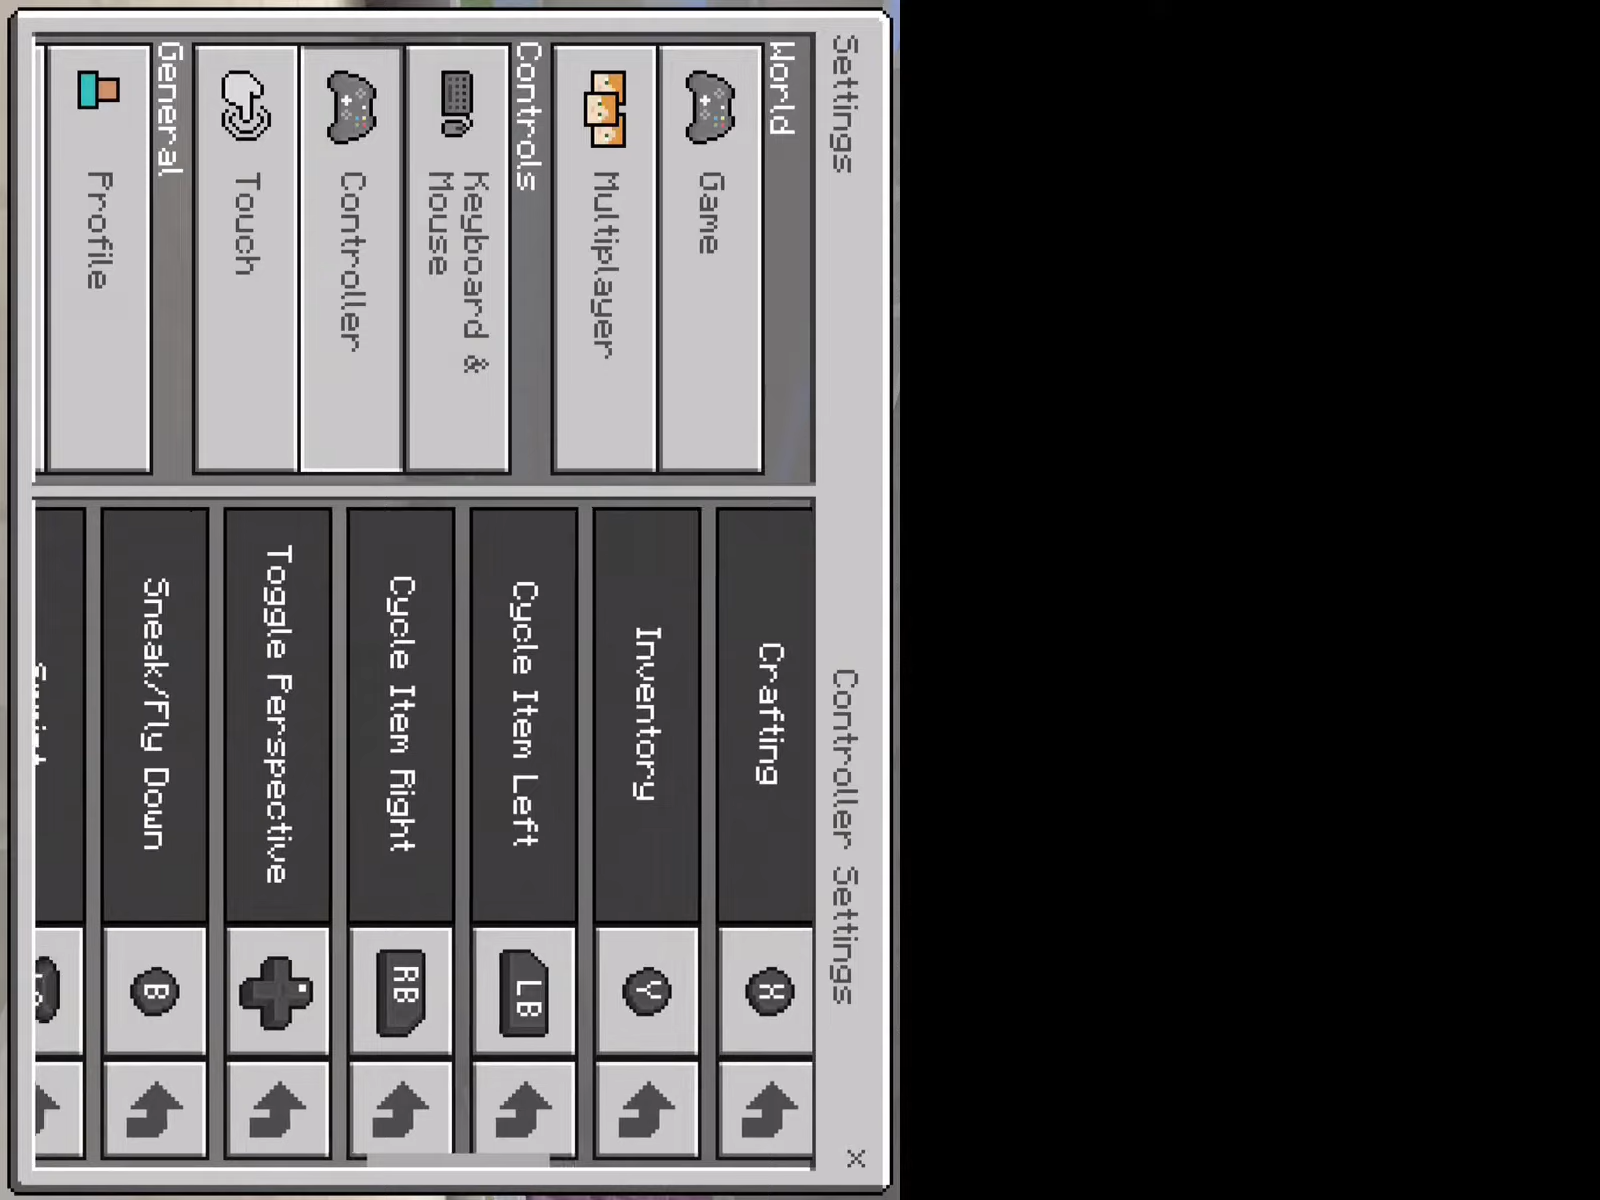 Settings
Controller Settings
x
World
Game
Multiplayer
Controls
Keyboard &
Mouse
Controller
Touch
General
Profile
Crafting
X
Inventory
Y
Cycle Item Left
LB
Cycle Item Right
RB
Toggle Perspective
Sneak/Fly Down
B